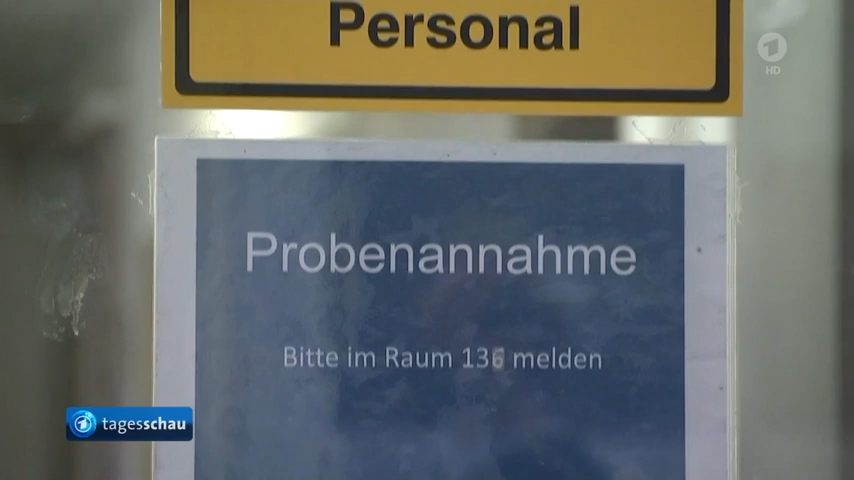 Personal
1
HD
Probenannahme
Bitte im Raum 136 melden
tagesschau